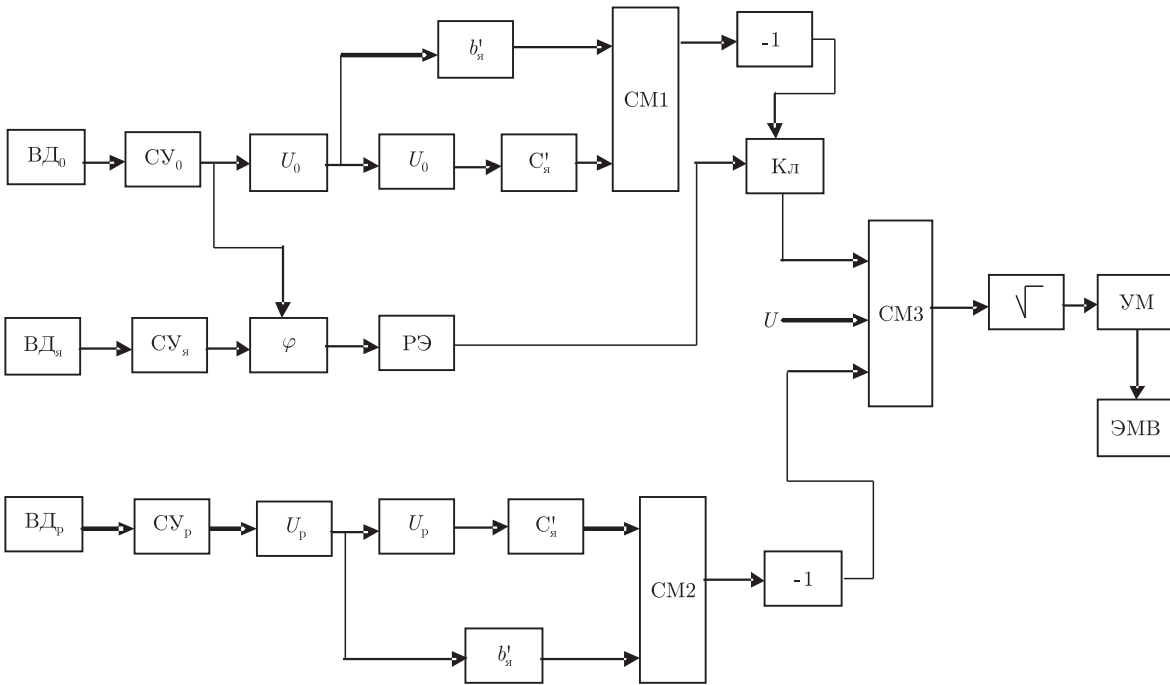 b'я
-1
СМ1
ВД₀
СУ₀
U₀
U₀
С'я
Кл
ВДя
СУя
φ
РЭ
U
СМ3
√
УМ
ЭМВ
ВДр
СУр
Uр
Uр
С'я
СМ2
-1
b'я